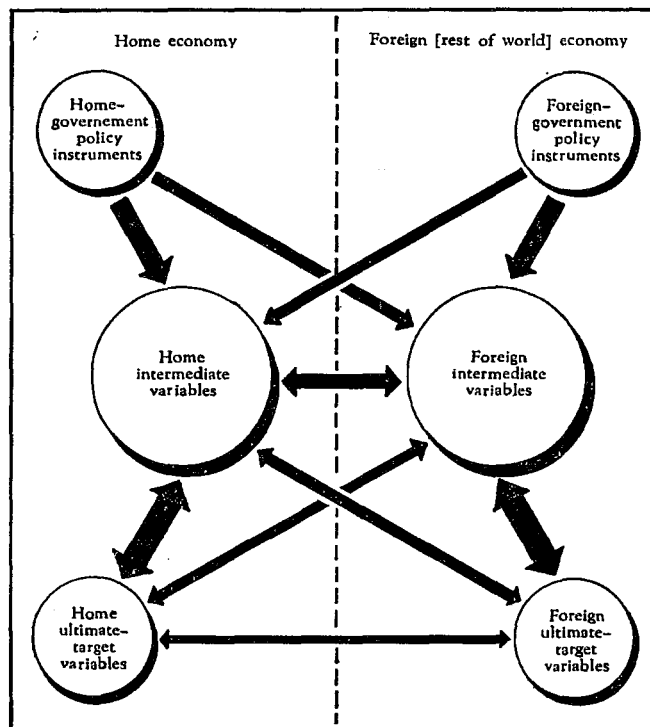 Home economy
Foreign [rest of world] economy
Home-
governement
policy
instruments
Foreign-
government
policy
instruments
Home
intermediate
variables
Foreign
intermediate
variables
Home
ultimate-
target
variables
Foreign
ultimate-
target
variables